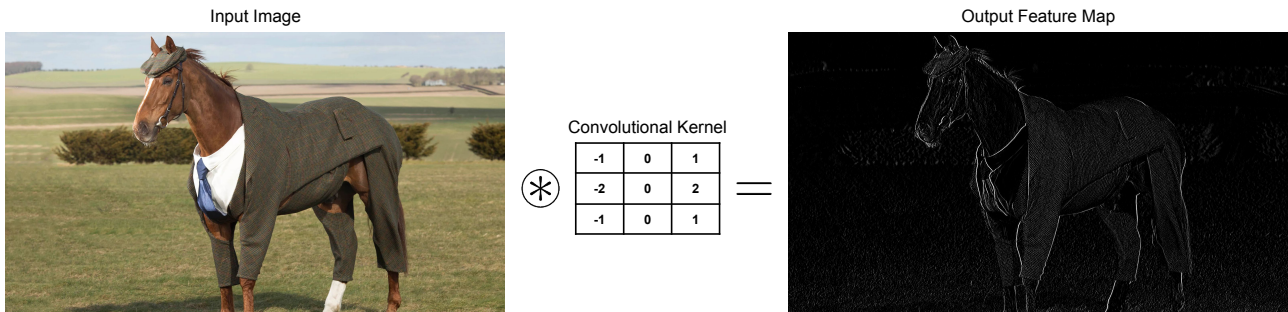 Input Image
Output Feature Map
Convolutional Kernel
-1 0 1
-2 0 2
-1 0 1